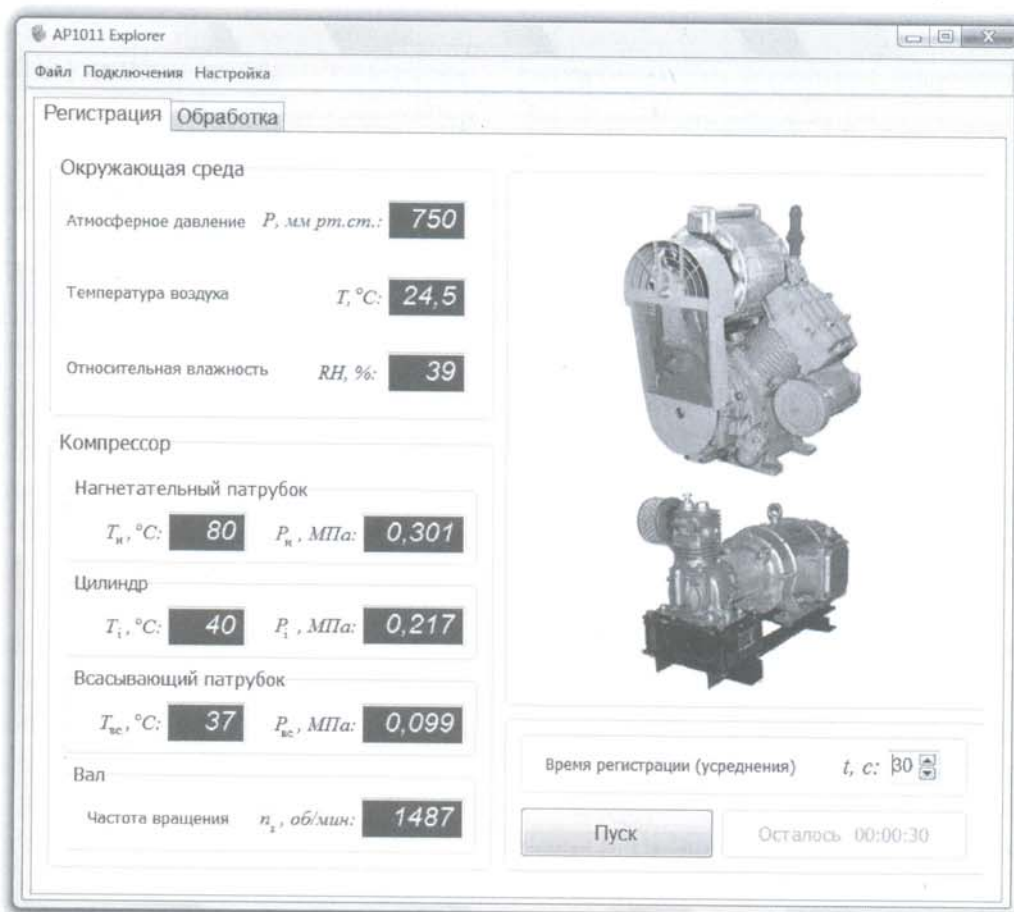 AP1011 Explorer
Файл Подключения Настройка
Регистрация Обработка
Окружающая среда
Атмосферное давление P, мм рт.ст.: 750
Температура воздуха T, °C: 24,5
Относительная влажность RH, %: 39
Компрессор
Нагнетательный патрубок
Tн, °C: 80 Pн, МПа: 0,301
Цилиндр
Ti, °C: 40 Pi, МПа: 0,217
Всасывающий патрубок
Tвс, °C: 37 Pвс, МПа: 0,099
Вал
Частота вращения об/мин: 1487
Время регистрации (усреднения) t, с: 30
Пуск Осталось 00:00:30